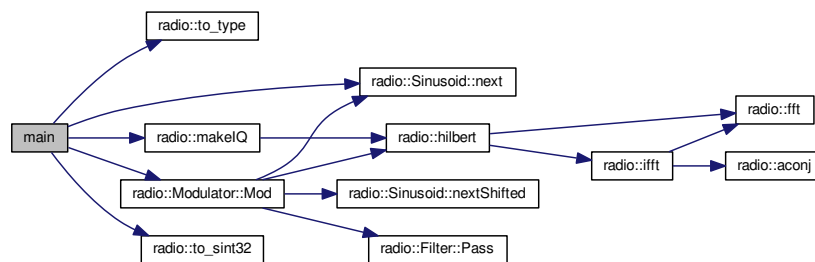 radio::to_type
radio::Sinusoid::next
radio::fft
main
radio::makeIQ
radio::hilbert
radio::ifft
radio::aconj
radio::Modulator::Mod
radio::Sinusoid::nextShifted
radio::to_sint32
radio::Filter::Pass